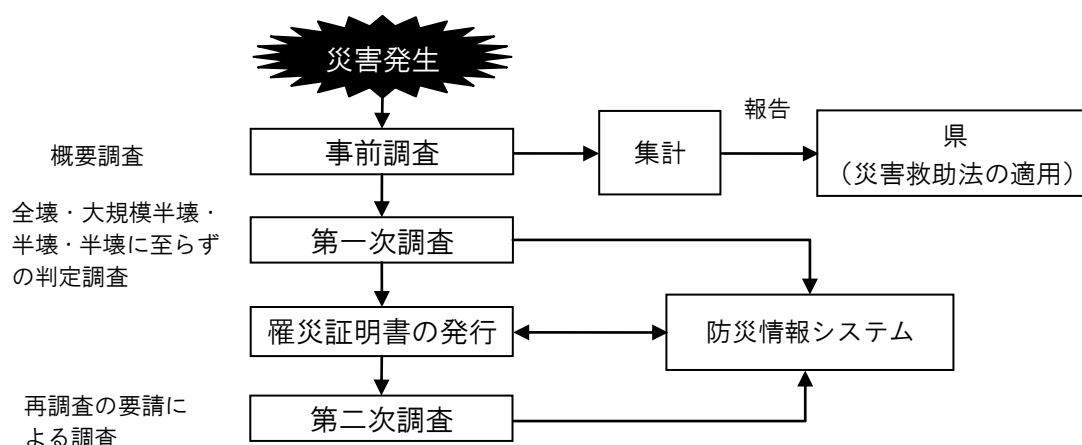 災害発生
報告
概要調査
事前調査
集計
県
（災害救助法の適用）
全壊・大規模半壊・
半壊・半壊に至らず
の判定調査
第一次調査
罹災証明書の発行
防災情報システム
再調査の要請に
よる調査
第二次調査